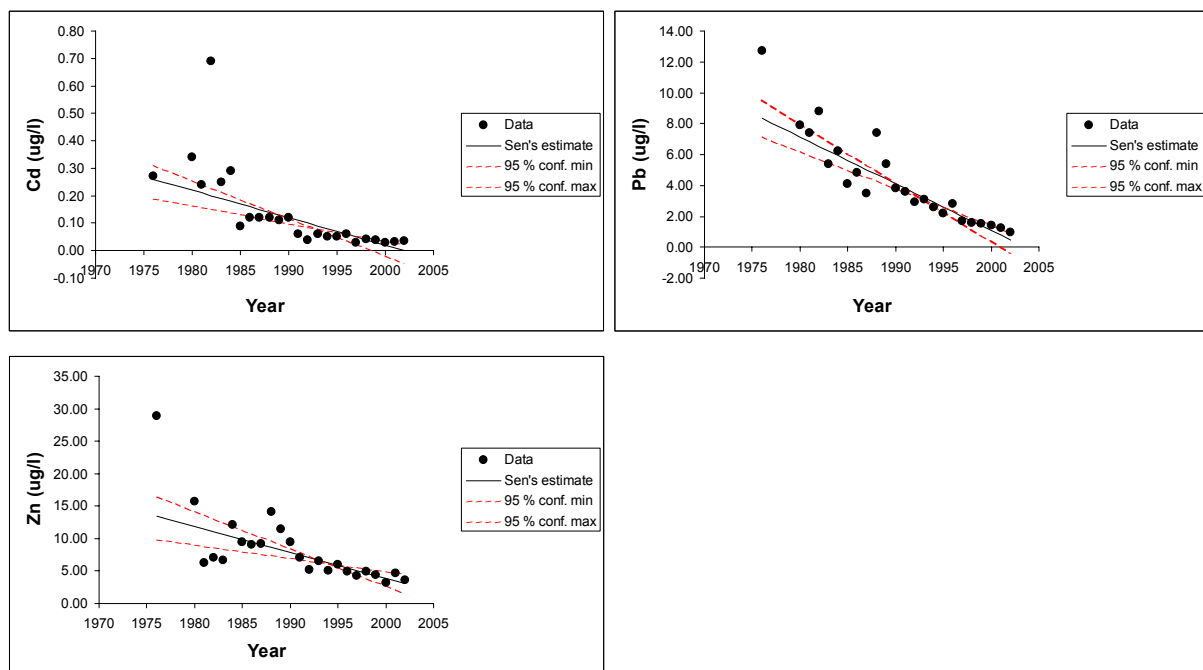 0.80
0.70
0.60
0.50
0.40
0.30
0.20
0.10
0.00
-0.10
1970 1975 1980 1985 1990 1995 2000 2005
Cd (ug/l)
Year
Data
Sen's estimate
95 % conf. min
95 % conf. max
14.00
12.00
10.00
8.00
6.00
4.00
2.00
0.00
-2.00
1970 1975 1980 1985 1990 1995 2000 2005
Pb (ug/l)
Year
Data
Sen's estimate
95 % conf. min
95 % conf. max
35.00
30.00
25.00
20.00
15.00
10.00
5.00
0.00
1970 1975 1980 1985 1990 1995 2000 2005
Zn (ug/l)
Year
Data
Sen's estimate
95 % conf. min
95 % conf. max